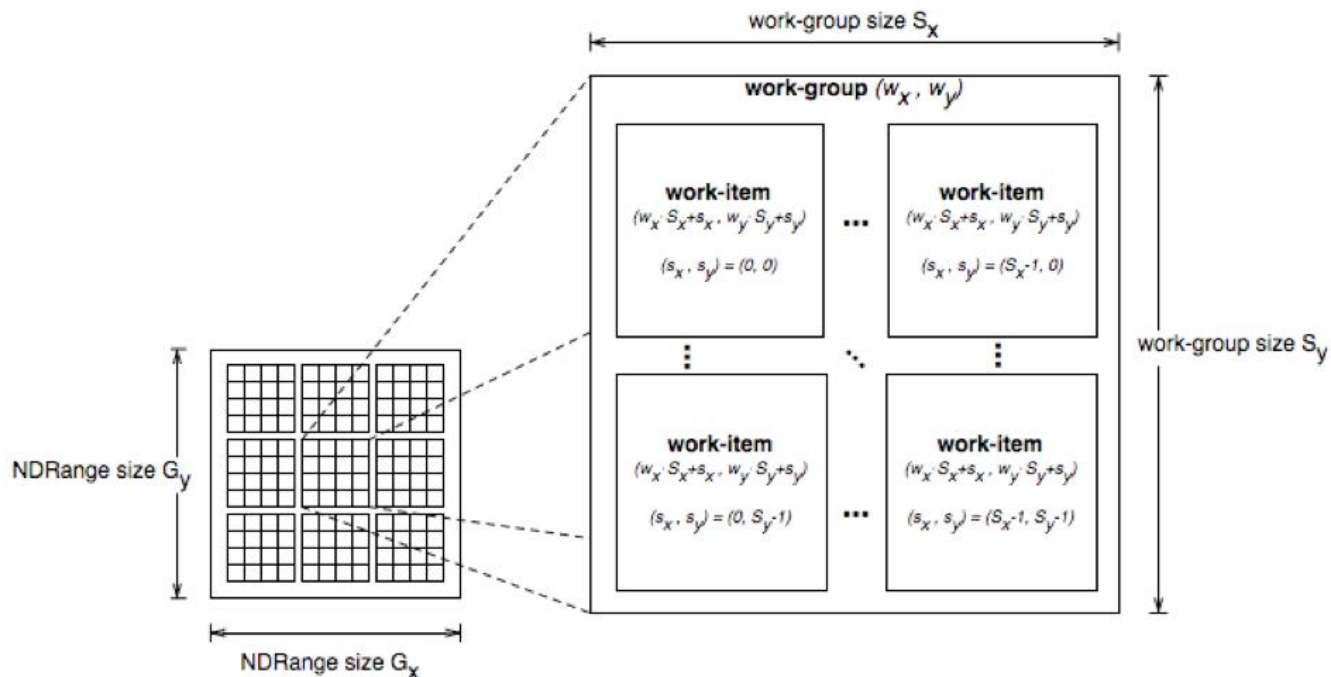 work-group size Sx
work-group (wx , wy)
work-item
(wx· Sx+sx , wy· Sy+sy)
(sx , sy) = (0, 0)
...
work-item
(wx· Sx+sx , wy· Sy+sy)
(sx , sy) = (Sx-1, 0)
work-group size Sy
work-item
(wx· Sx+sx , wy· Sy+sy)
(sx , sy) = (0, Sy-1)
...
work-item
(wx· Sx+sx , wy· Sy+sy)
(sx , sy) = (Sx-1, Sy-1)
NDRange size Gy
NDRange size Gx